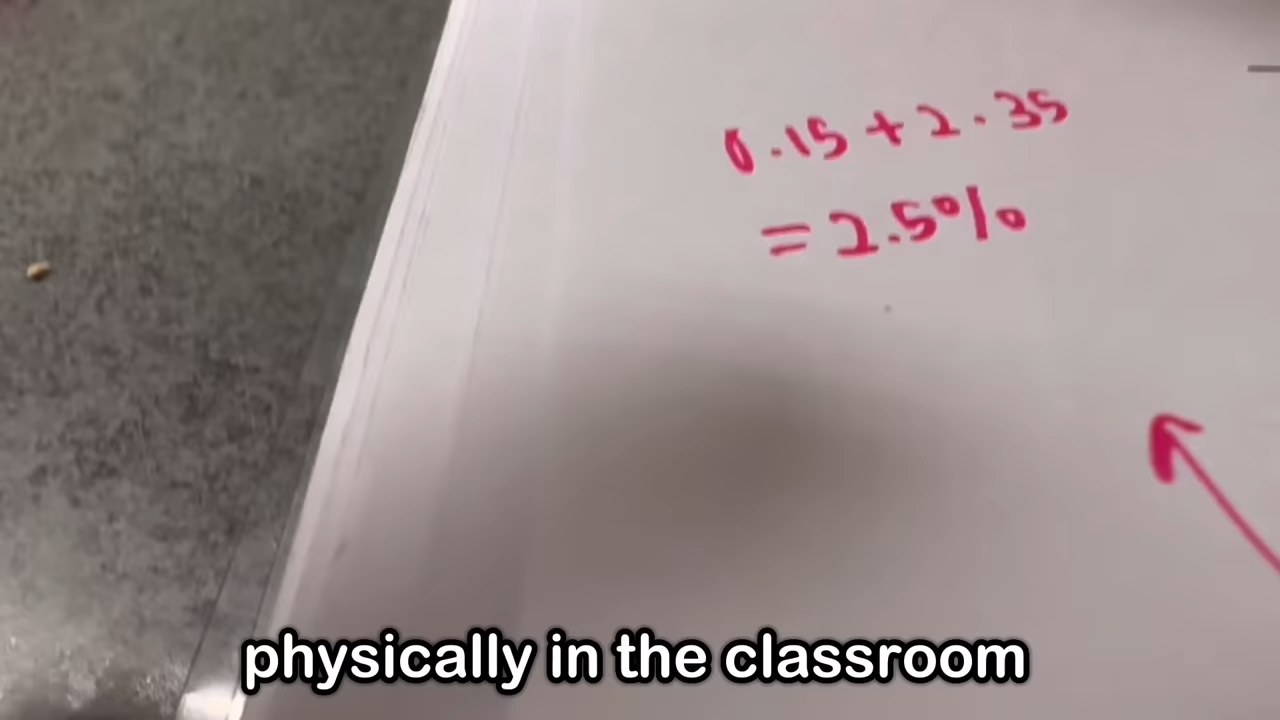 0.15 + 2.35
= 2.5%
physically in the classroom